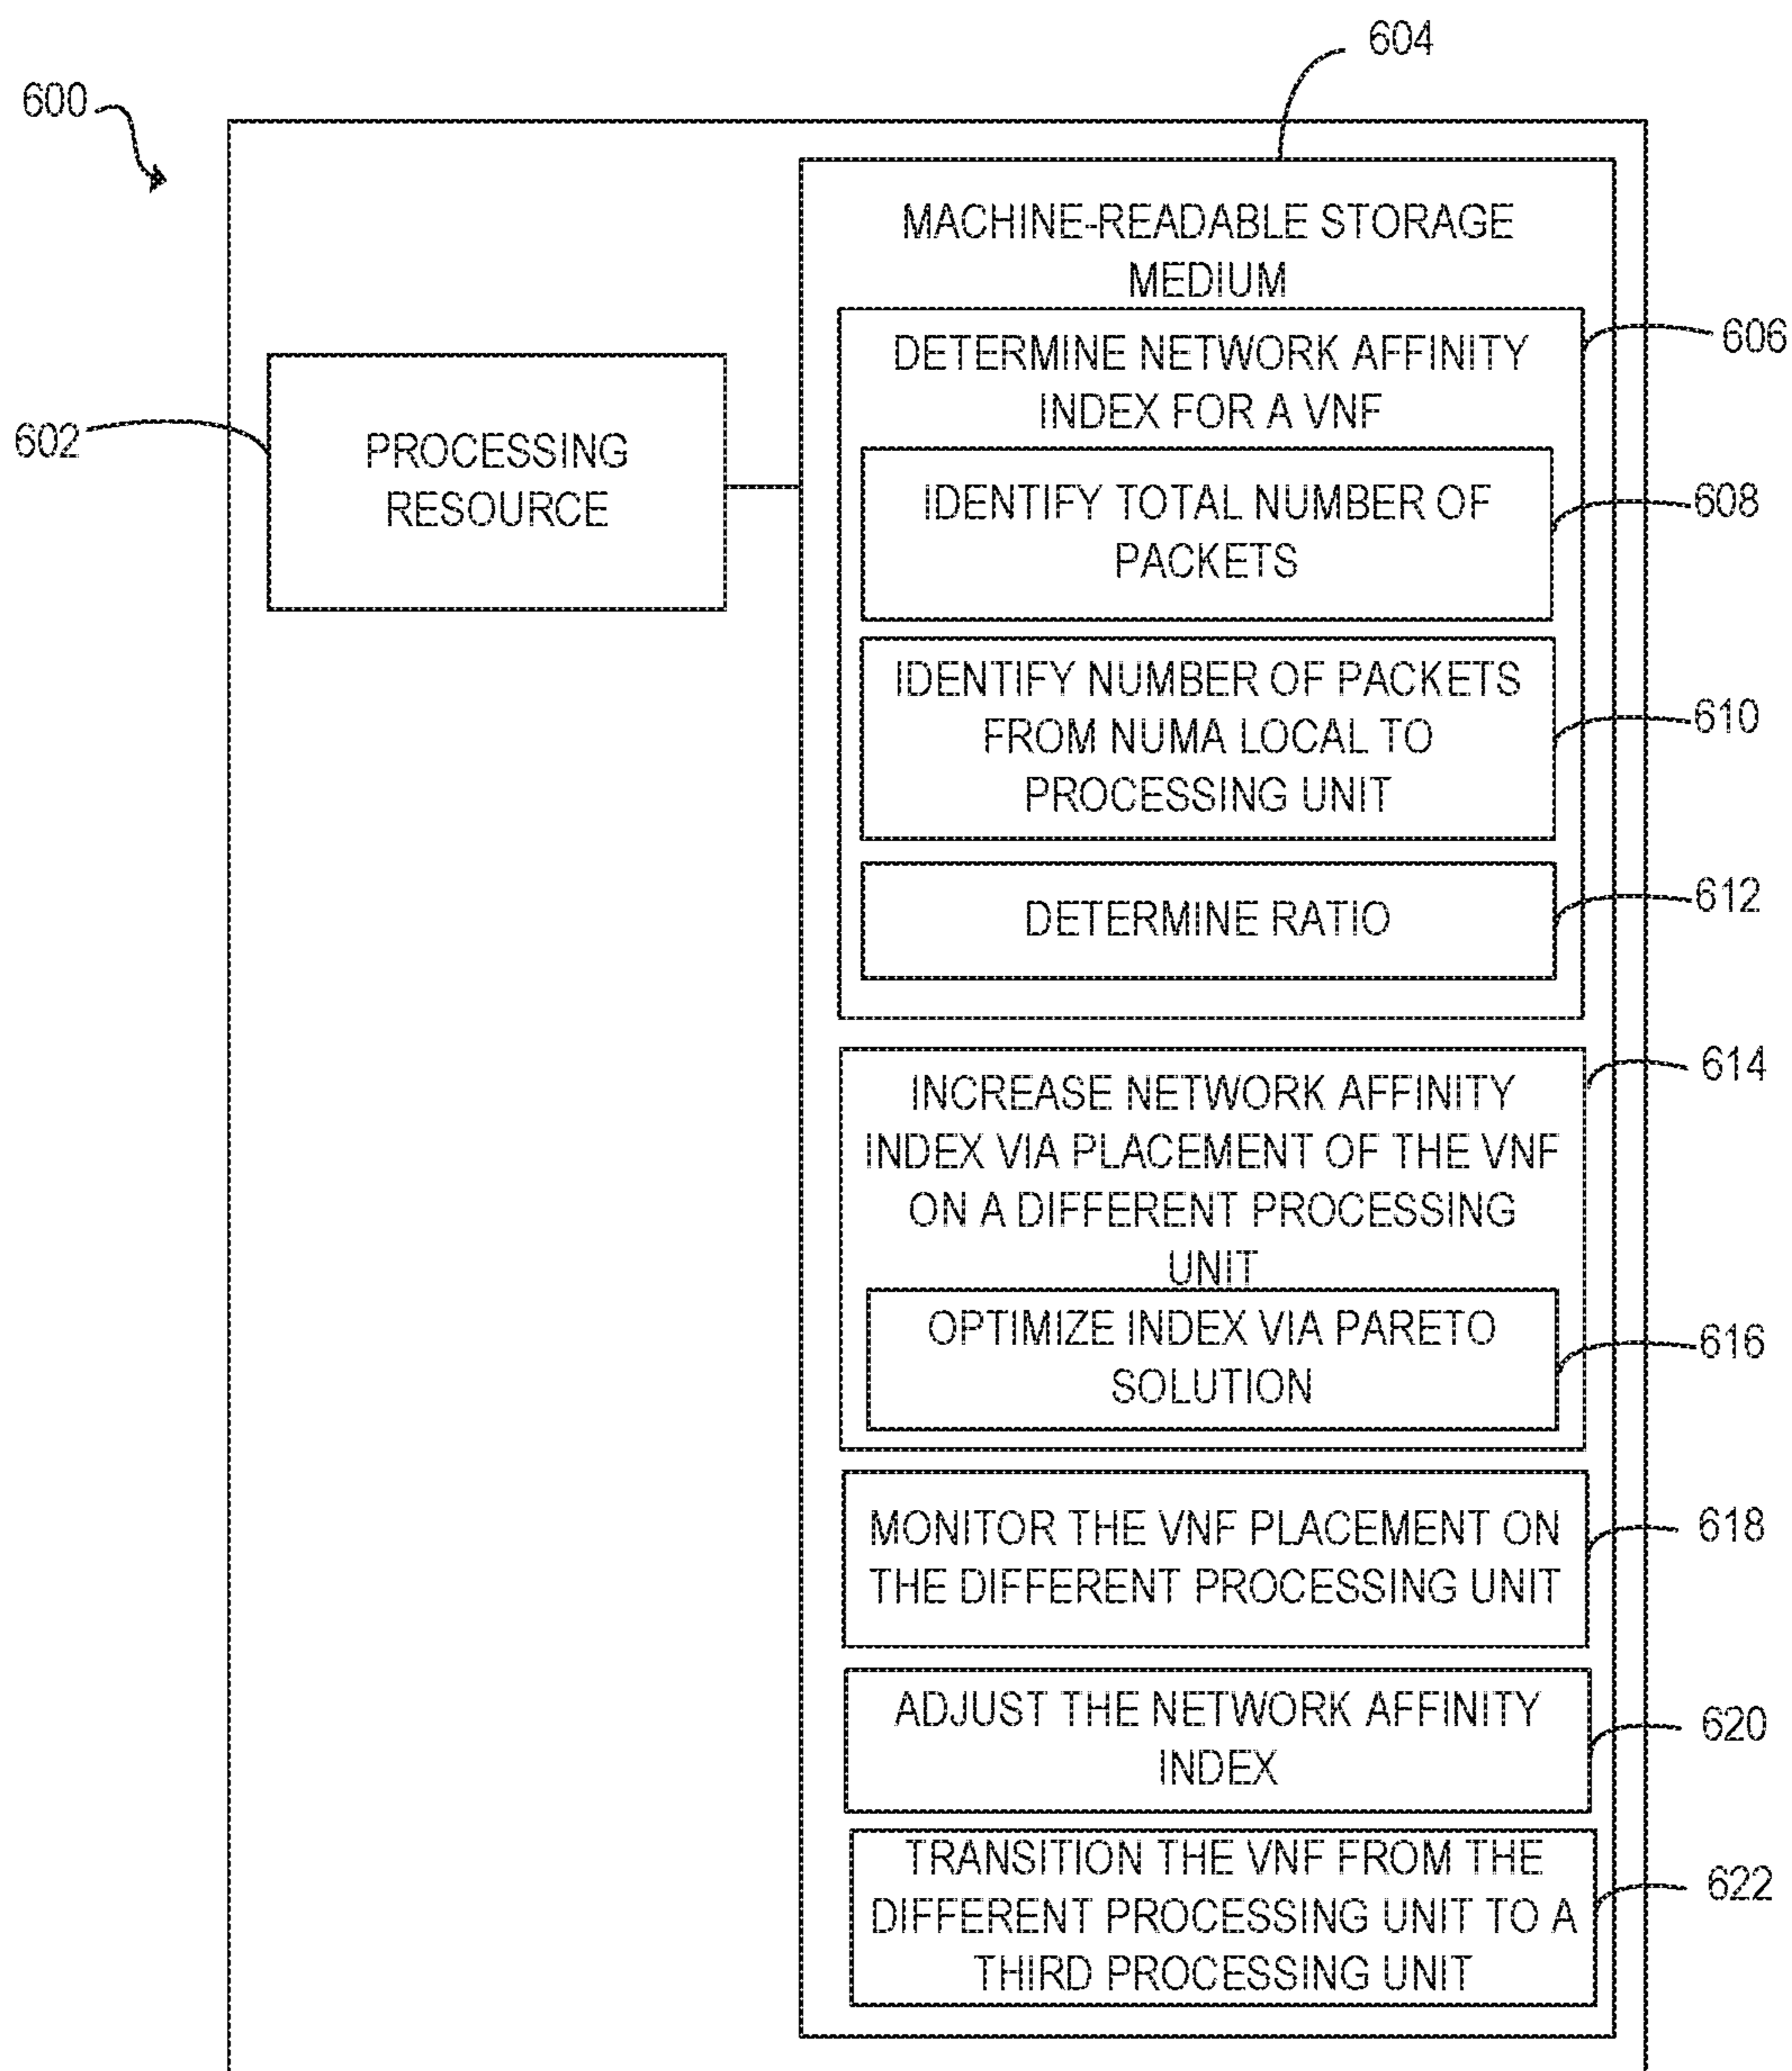 604
600
MACHINE-READABLE STORAGE
MEDIUM
606
DETERMINE NETWORK AFFINITY
INDEX FOR A VNF
602
PROCESSING
RESOURCE
608
IDENTIFY TOTAL NUMBER OF
PACKETS
610
IDENTIFY NUMBER OF PACKETS
FROM NUMA LOCAL TO
PROCESSING UNIT
612
DETERMINE RATIO
614
INCREASE NETWORK AFFINITY
INDEX VIA PLACEMENT OF THE VNF
ON A DIFFERENT PROCESSING
UNIT
616
OPTIMIZE INDEX VIA PARETO
SOLUTION
618
MONITOR THE VNF PLACEMENT ON
THE DIFFERENT PROCESSING UNIT
620
ADJUST THE NETWORK AFFINITY
INDEX
622
TRANSITION THE VNF FROM THE
DIFFERENT PROCESSING UNIT TO A
THIRD PROCESSING UNIT